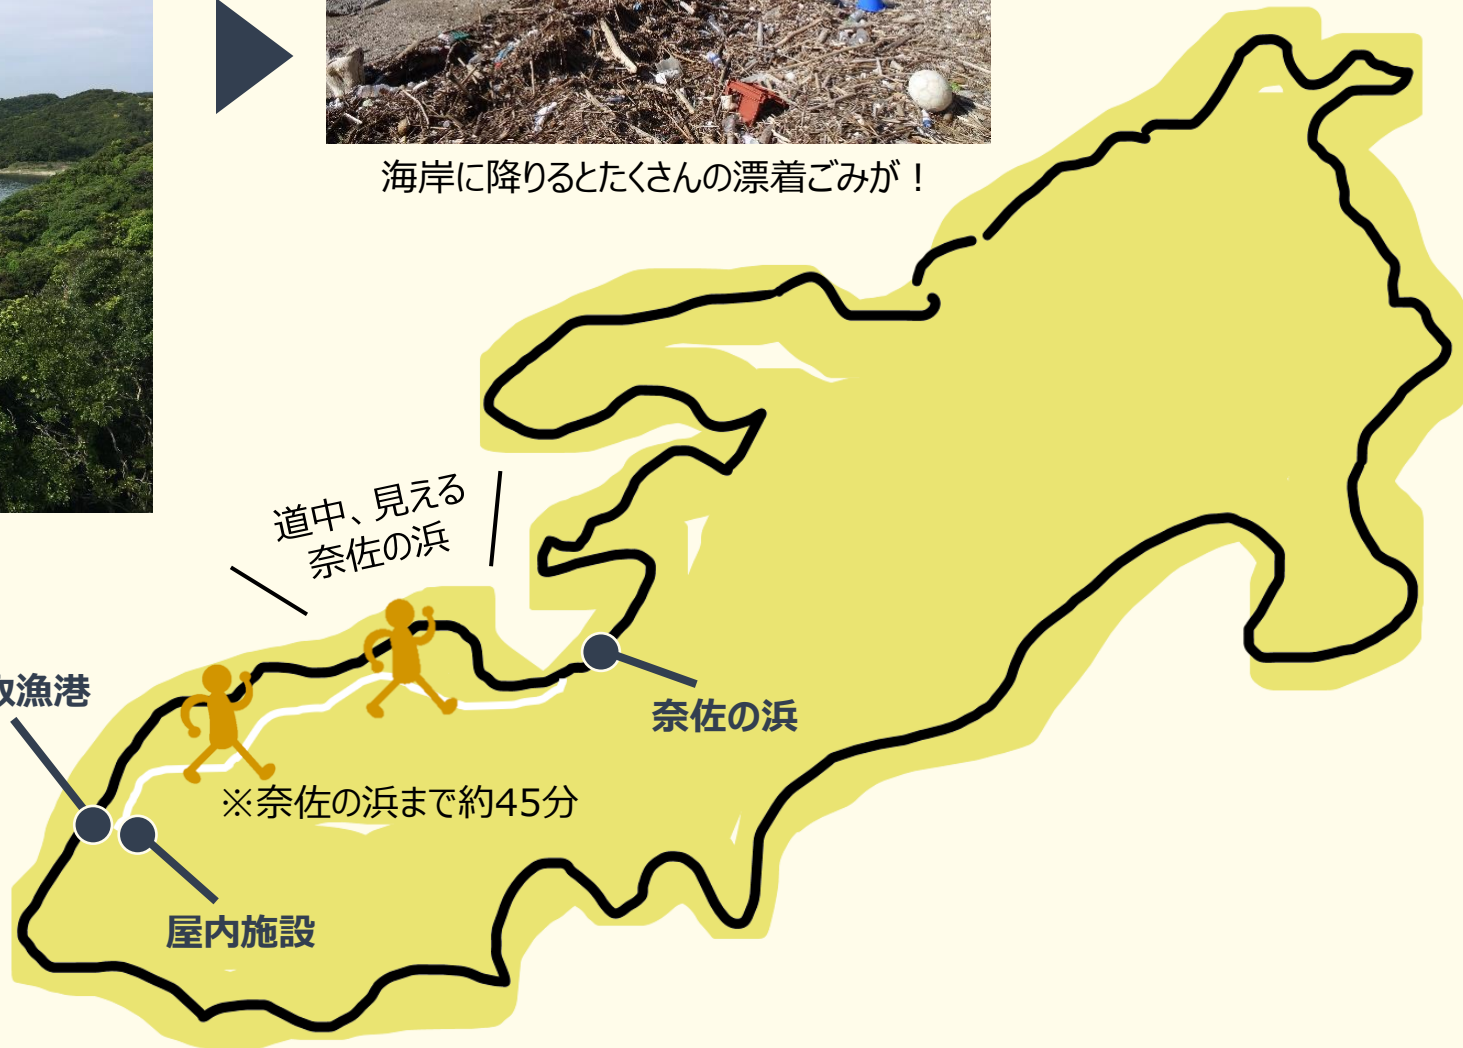 海岸に降りるとたくさんの漂着ごみが！
道中、見える
奈佐の浜
漁港
奈佐の浜
※奈佐の浜まで約45分
屋内施設